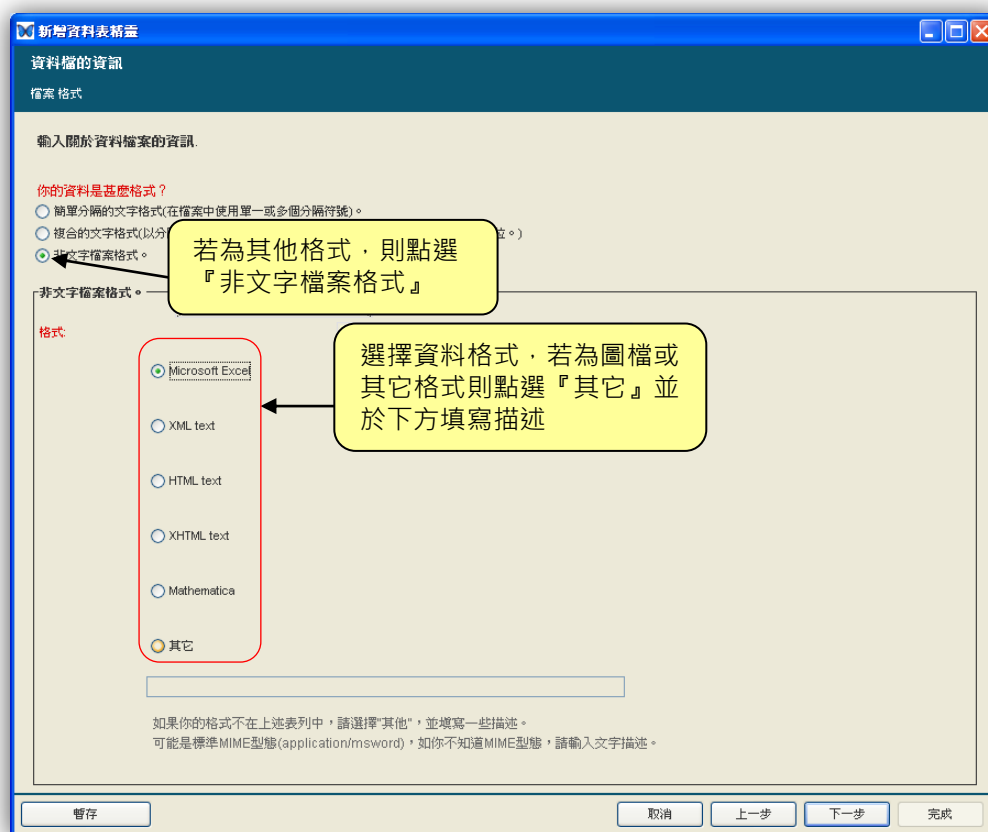 新增資料表精靈
資料檔的資訊
檔案 格式
輸入關於資料檔案的資訊.
你的資料是甚麼格式？
簡單分隔的文字格式(在檔案中使用單一或多個分隔符號)。
複合的文字格式(以分
非文字檔案格式。
若為其他格式，則點選
『非文字檔案格式』
非文字檔案格式。
格式:
選擇資料格式，若為圖檔或
其它格式則點選『其它』並
於下方填寫描述
Microsoft Excel
XML text
HTML text
XHTML text
Mathematica
其它
如果你的格式不在上述表列中，請選擇"其他"，並填寫一些描述。
可能是標準MIME型態(application/msword)，如你不知道MIME型態，請輸入文字描述。
暫存
取消
上一步
下一步
完成